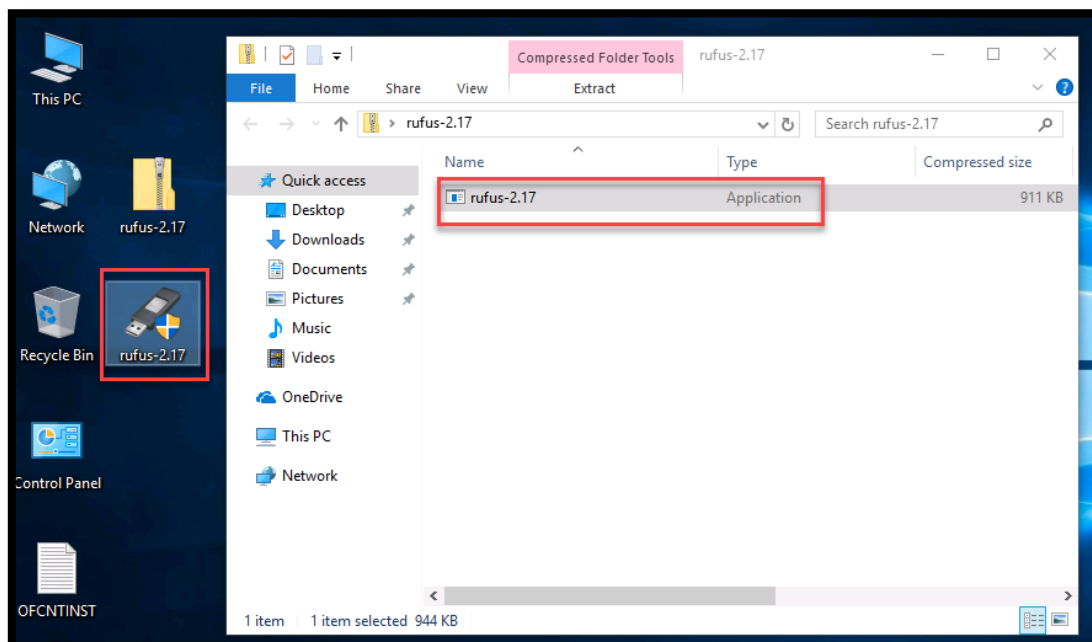 This PC
Network
rufus-2.17
Recycle Bin
rufus-2.17
Control Panel
OFCNTINST
Compressed Folder Tools
rufus-2.17
File
Home
Share
View
Extract
rufus-2.17
Search rufus-2.17
Name
Type
Compressed size
rufus-2.17
Application
911 KB
Quick access
Desktop
Downloads
Documents
Pictures
Music
Videos
OneDrive
This PC
Network
1 item
1 item selected 944 KB